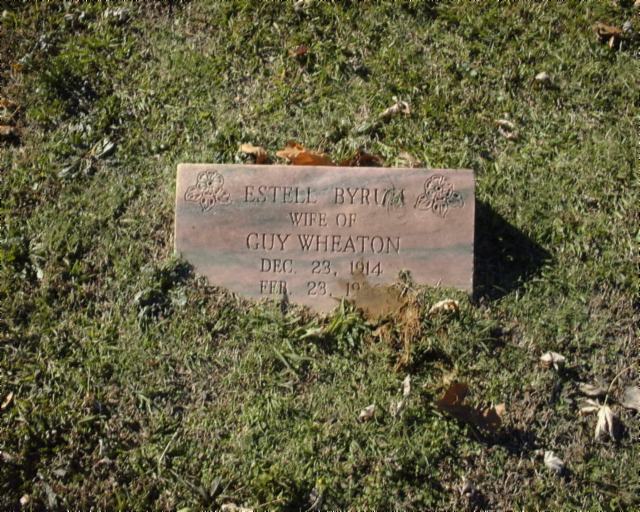 ESTELL BYRUM
WIFE OF
GUY WHEATON
DEC. 23, 1914
FEB. 23,